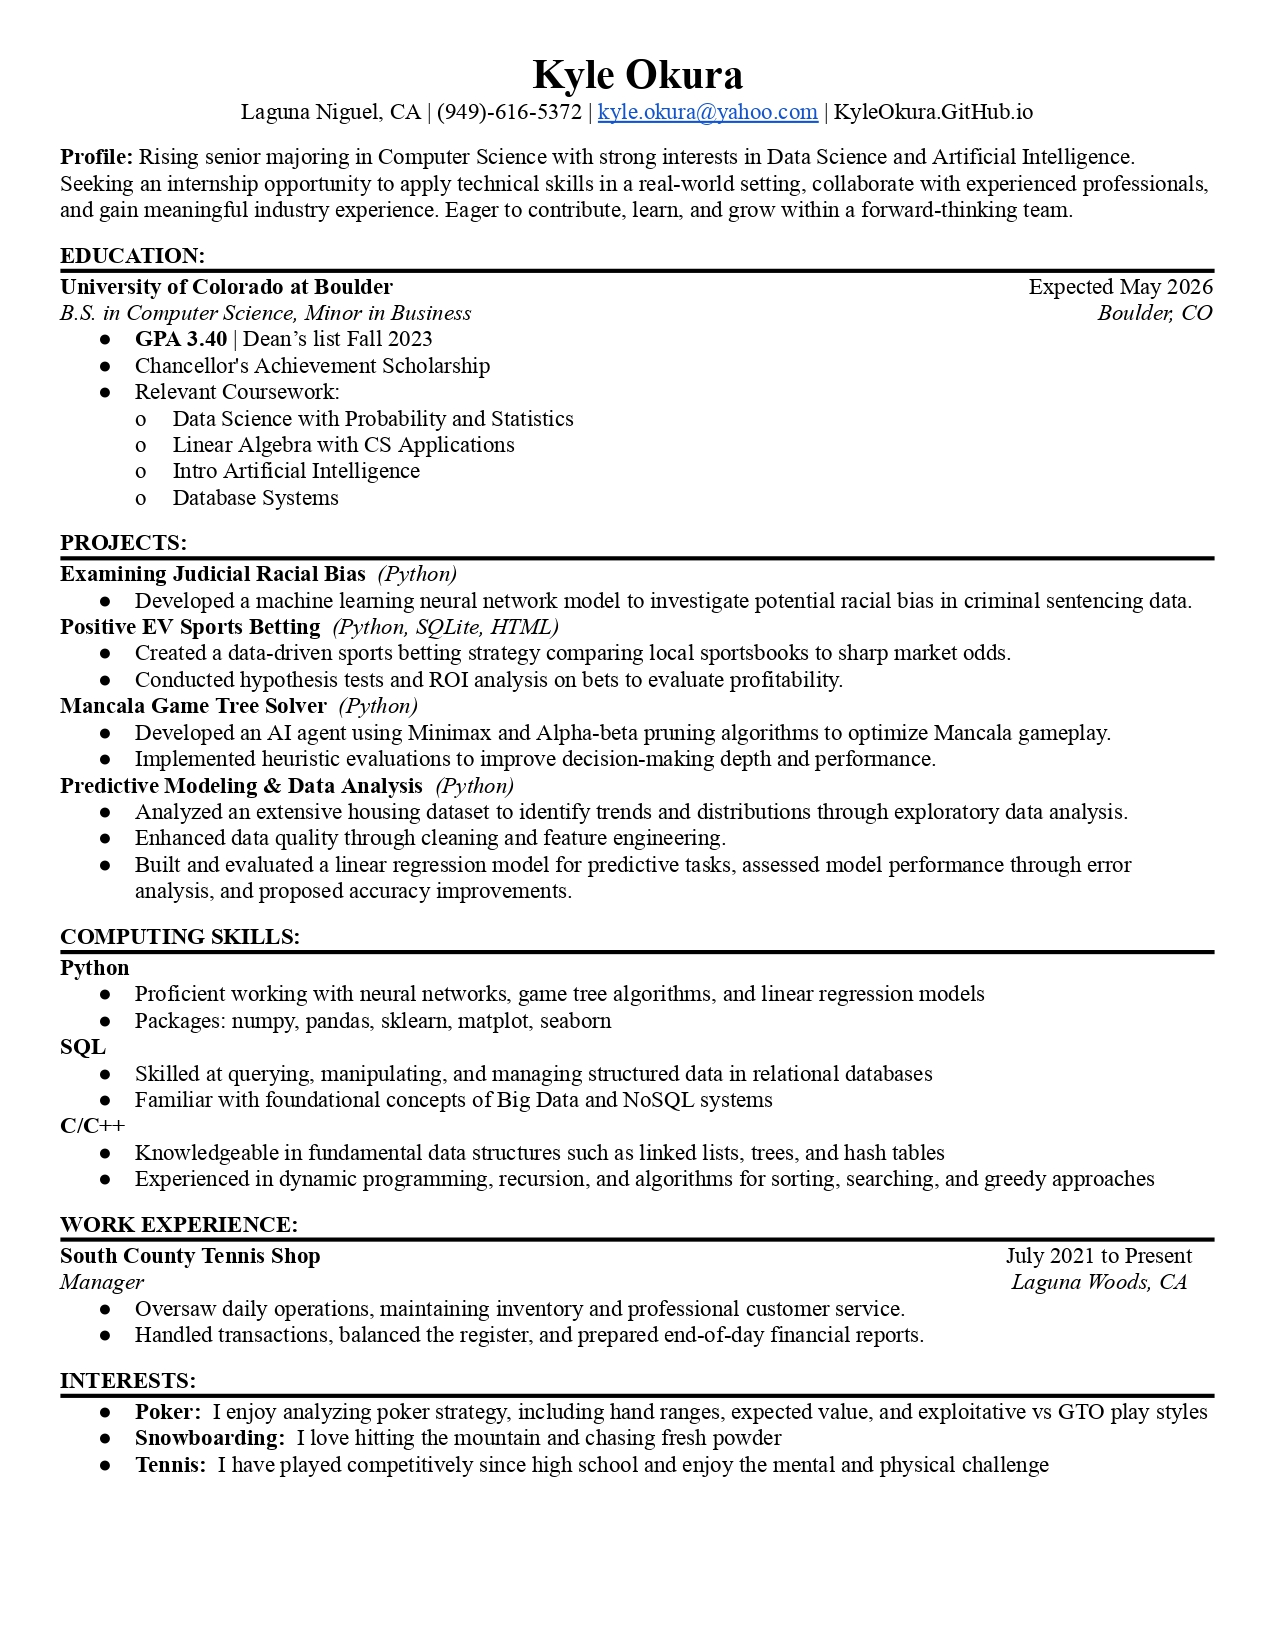 Kyle Okura
Laguna Niguel, CA | (949)-616-5372 | kyle.okura@yahoo.com | KyleOkura.GitHub.io
Profile: Rising senior majoring in Computer Science with strong interests in Data Science and Artificial Intelligence.
Seeking an internship opportunity to apply technical skills in a real-world setting, collaborate with experienced professionals,
and gain meaningful industry experience. Eager to contribute, learn, and grow within a forward-thinking team.
EDUCATION:
University of Colorado at Boulder Expected May 2026
B.S. in Computer Science, Minor in Business Boulder, CO
● GPA 3.40 | Dean’s list Fall 2023
● Chancellor's Achievement Scholarship
● Relevant Coursework:
o Data Science with Probability and Statistics
o Linear Algebra with CS Applications
o Intro Artificial Intelligence
o Database Systems
PROJECTS:
Examining Judicial Racial Bias (Python)
● Developed a machine learning neural network model to investigate potential racial bias in criminal sentencing data.
Positive EV Sports Betting (Python, SQLite, HTML)
● Created a data-driven sports betting strategy comparing local sportsbooks to sharp market odds.
● Conducted hypothesis tests and ROI analysis on bets to evaluate profitability.
Mancala Game Tree Solver (Python)
● Developed an AI agent using Minimax and Alpha-beta pruning algorithms to optimize Mancala gameplay.
● Implemented heuristic evaluations to improve decision-making depth and performance.
Predictive Modeling & Data Analysis (Python)
● Analyzed an extensive housing dataset to identify trends and distributions through exploratory data analysis.
● Enhanced data quality through cleaning and feature engineering.
● Built and evaluated a linear regression model for predictive tasks, assessed model performance through error
analysis, and proposed accuracy improvements.
COMPUTING SKILLS:
Python
● Proficient working with neural networks, game tree algorithms, and linear regression models
● Packages: numpy, pandas, sklearn, matplot, seaborn
SQL
● Skilled at querying, manipulating, and managing structured data in relational databases
● Familiar with foundational concepts of Big Data and NoSQL systems
C/C++
● Knowledgeable in fundamental data structures such as linked lists, trees, and hash tables
● Experienced in dynamic programming, recursion, and algorithms for sorting, searching, and greedy approaches
WORK EXPERIENCE:
South County Tennis Shop July 2021 to Present
Manager Laguna Woods, CA
● Oversaw daily operations, maintaining inventory and professional customer service.
● Handled transactions, balanced the register, and prepared end-of-day financial reports.
INTERESTS:
● Poker: I enjoy analyzing poker strategy, including hand ranges, expected value, and exploitative vs GTO play styles
● Snowboarding: I love hitting the mountain and chasing fresh powder
● Tennis: I have played competitively since high school and enjoy the mental and physical challenge